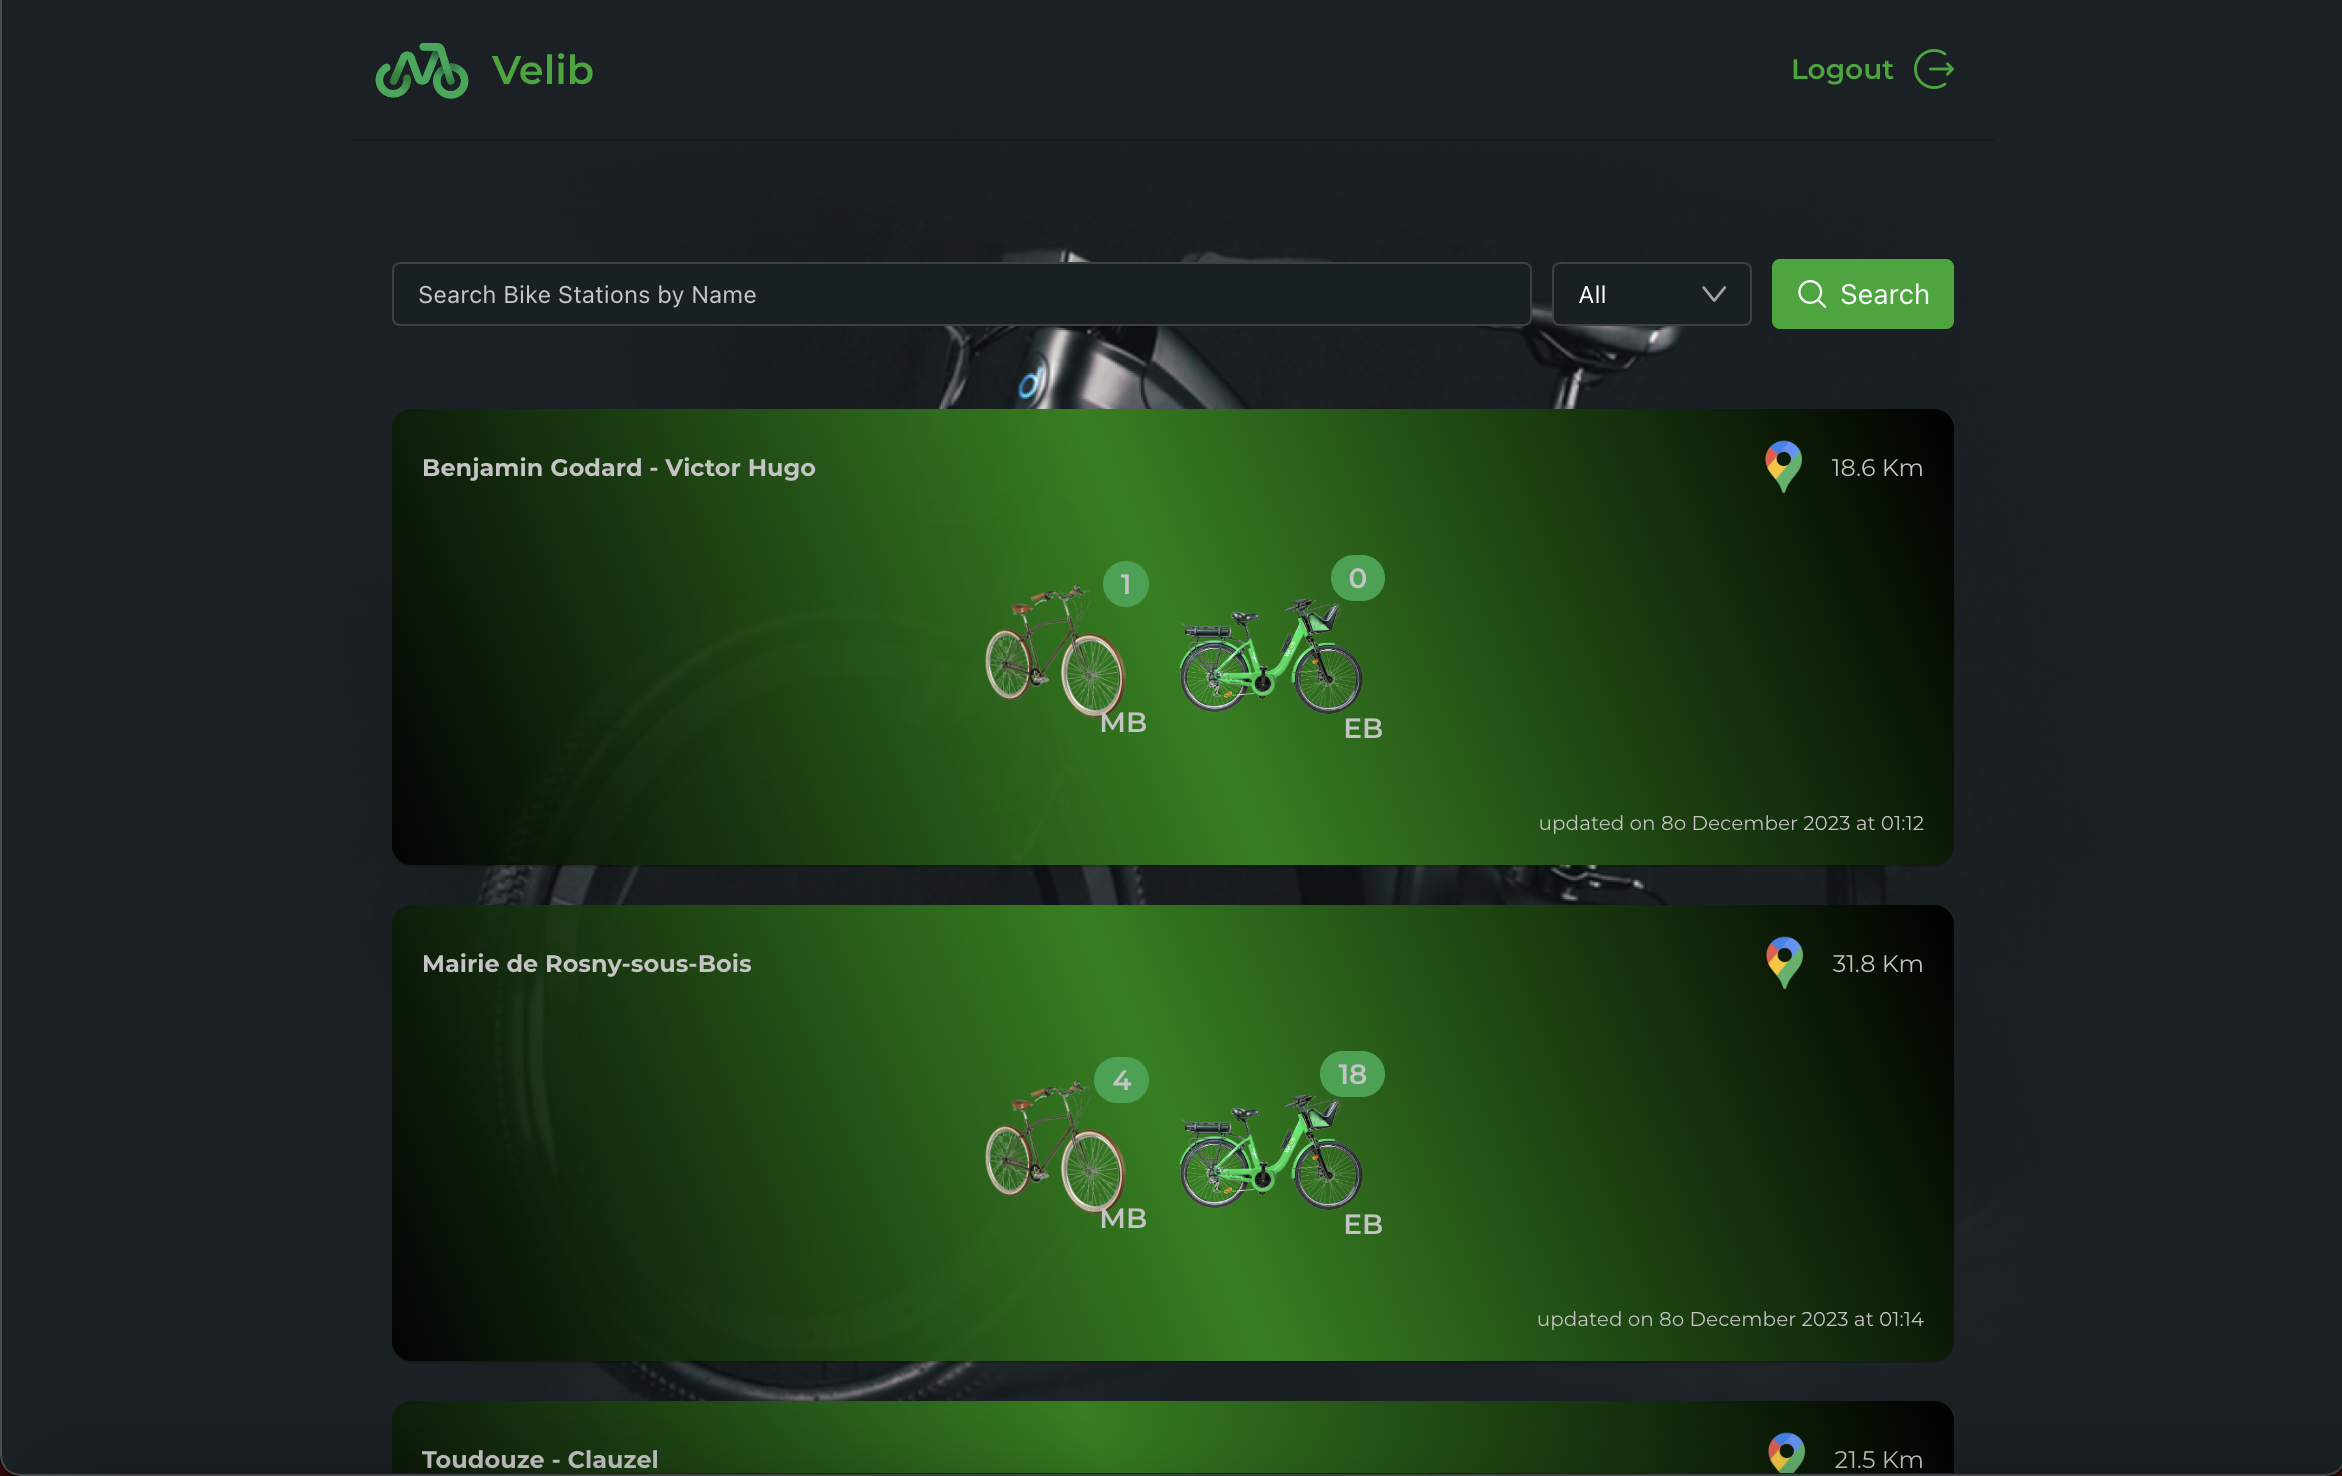 Velib
Logout
Search Bike Stations by Name
All
Search
Benjamin Godard - Victor Hugo
18.6 Km
1
0
MB
EB
updated on 8o December 2023 at 01:12
Mairie de Rosny-sous-Bois
31.8 Km
4
18
MB
EB
updated on 8o December 2023 at 01:14
Toudouze - Clauzel
21.5 Km